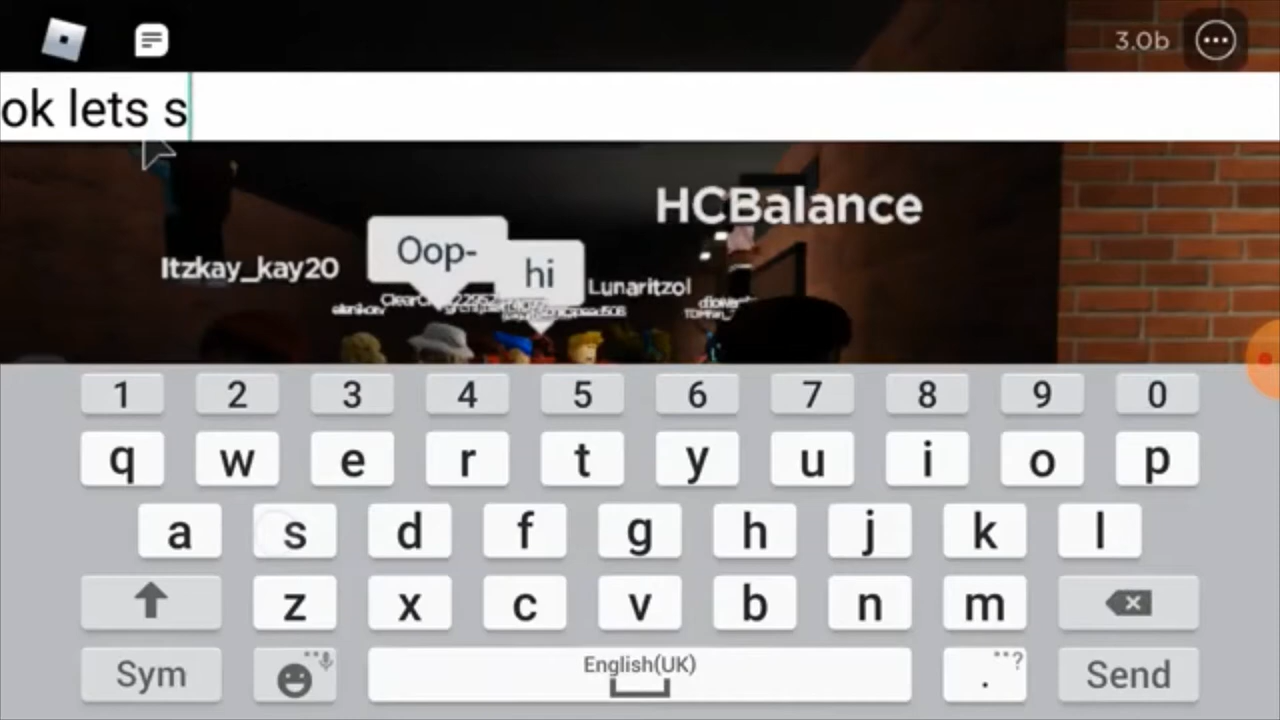 3.0b
ok lets s
HCBalance
Oop-
Itzkay_kay20
hi
Lunaritzol
1 2 3 4 5 6 7 8 9 0
q w e r t y u i o p
a s d f g h j k l
z x c v b n m
Sym
English(UK)
. ?
Send